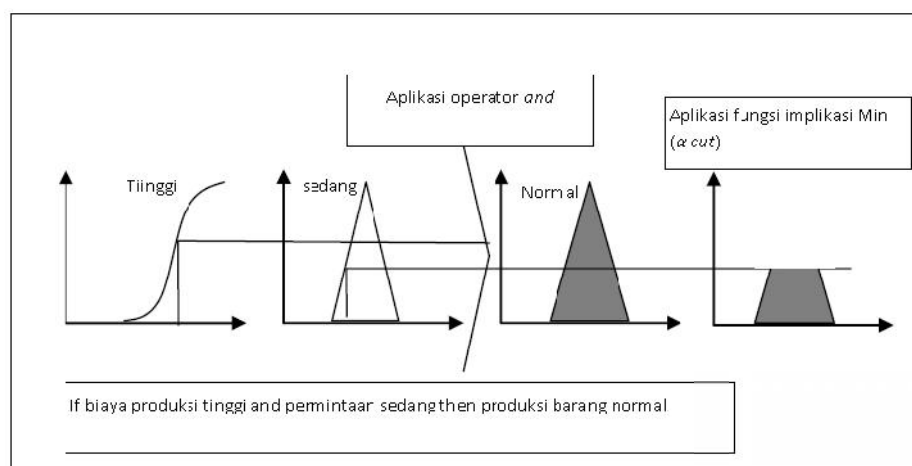 Aplikasi operator and
Aplikasi fungsi implikasi Min
(α cut)
Tiinggi
sedang
Normal
If biaya produksi tinggi and permintaan sedang then produksi barang normal